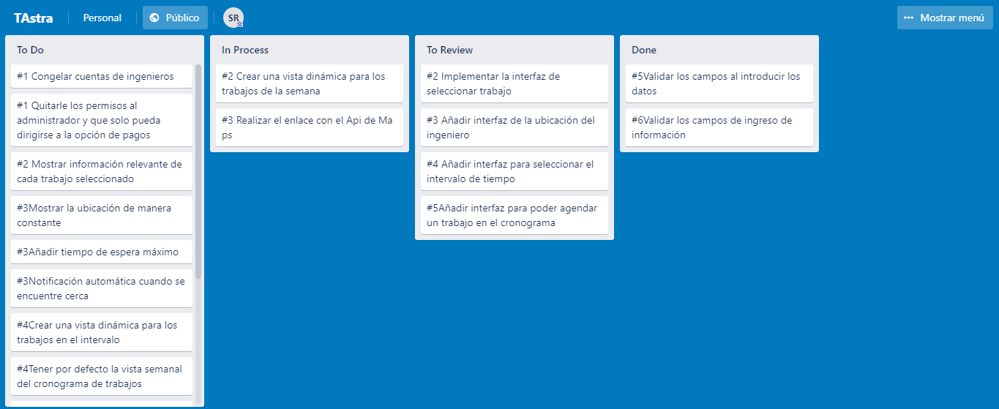 TAstra
Personal
Público
SR
Mostrar menú
To Do
#1 Congelar cuentas de ingenieros
#1 Quitarle los permisos al
administrador y que solo pueda
dirigirse a la opción de pagos
#2 Mostrar información relevante de
cada trabajo seleccionado
#3Mostrar la ubicación de manera
constante
#3Añadir tiempo de espera máximo
#3Notificación automática cuando se
encuentre cerca
#4Crear una vista dinámica para los
trabajos en el intervalo
#4Tener por defecto la vista semanal
del cronograma de trabajos
In Process
#2 Crear una vista dinámica para los
trabajos de la semana
#3 Realizar el enlace con el Api de Ma
ps
To Review
#2 Implementar la interfaz de
seleccionar trabajo
#3 Añadir interfaz de la ubicación del
ingeniero
#4 Añadir interfaz para seleccionar el
intervalo de tiempo
#5Añadir interfaz para poder agendar
un trabajo en el cronograma
Done
#5Validar los campos al introducir los
datos
#6Validar los campos de ingreso de
información